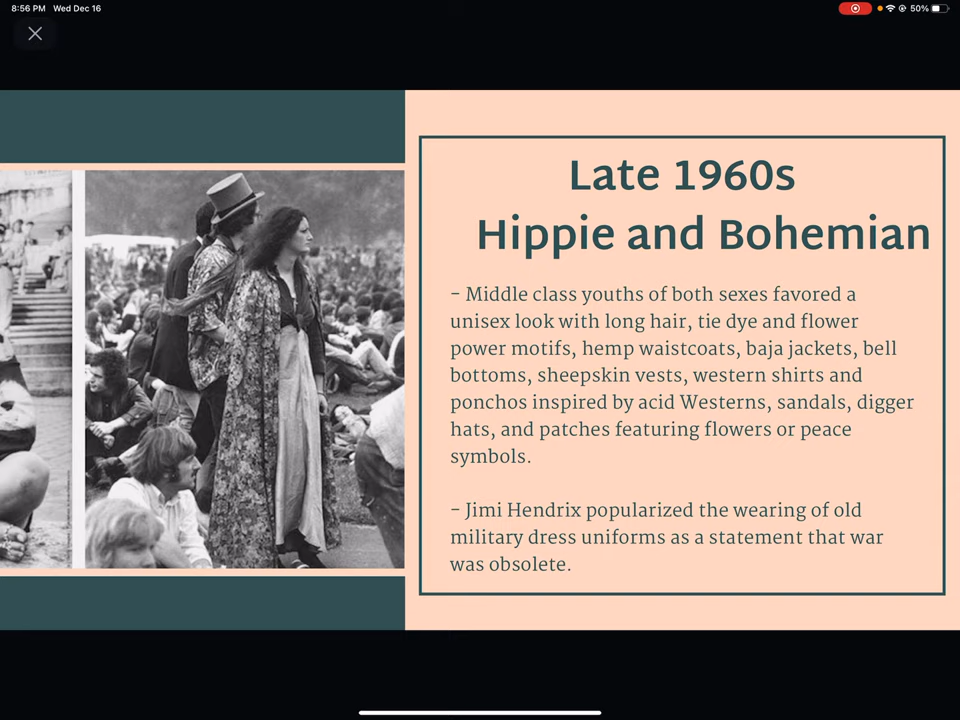 8:56 PM Wed Dec 16
50%
Late 1960s
Hippie and Bohemian
- Middle class youths of both sexes favored a
unisex look with long hair, tie dye and flower
power motifs, hemp waistcoats, baja jackets, bell
bottoms, sheepskin vests, western shirts and
ponchos inspired by acid Westerns, sandals, digger
hats, and patches featuring flowers or peace
symbols.
- Jimi Hendrix popularized the wearing of old
military dress uniforms as a statement that war
was obsolete.